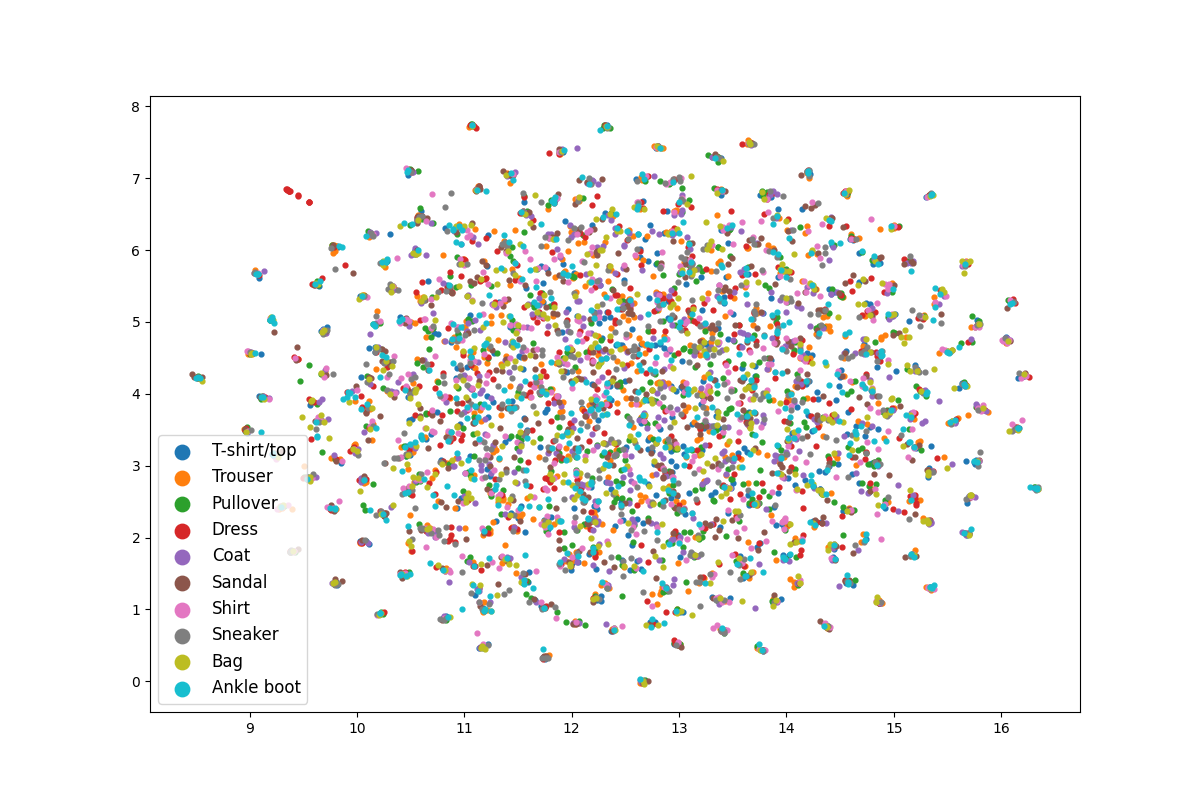 8
7
6
5
4
3
2
1
0
T-shirt/top
Trouser
Pullover
Dress
Coat
Sandal
Shirt
Sneaker
Bag
Ankle boot
9 10 11 12 13 14 15 16